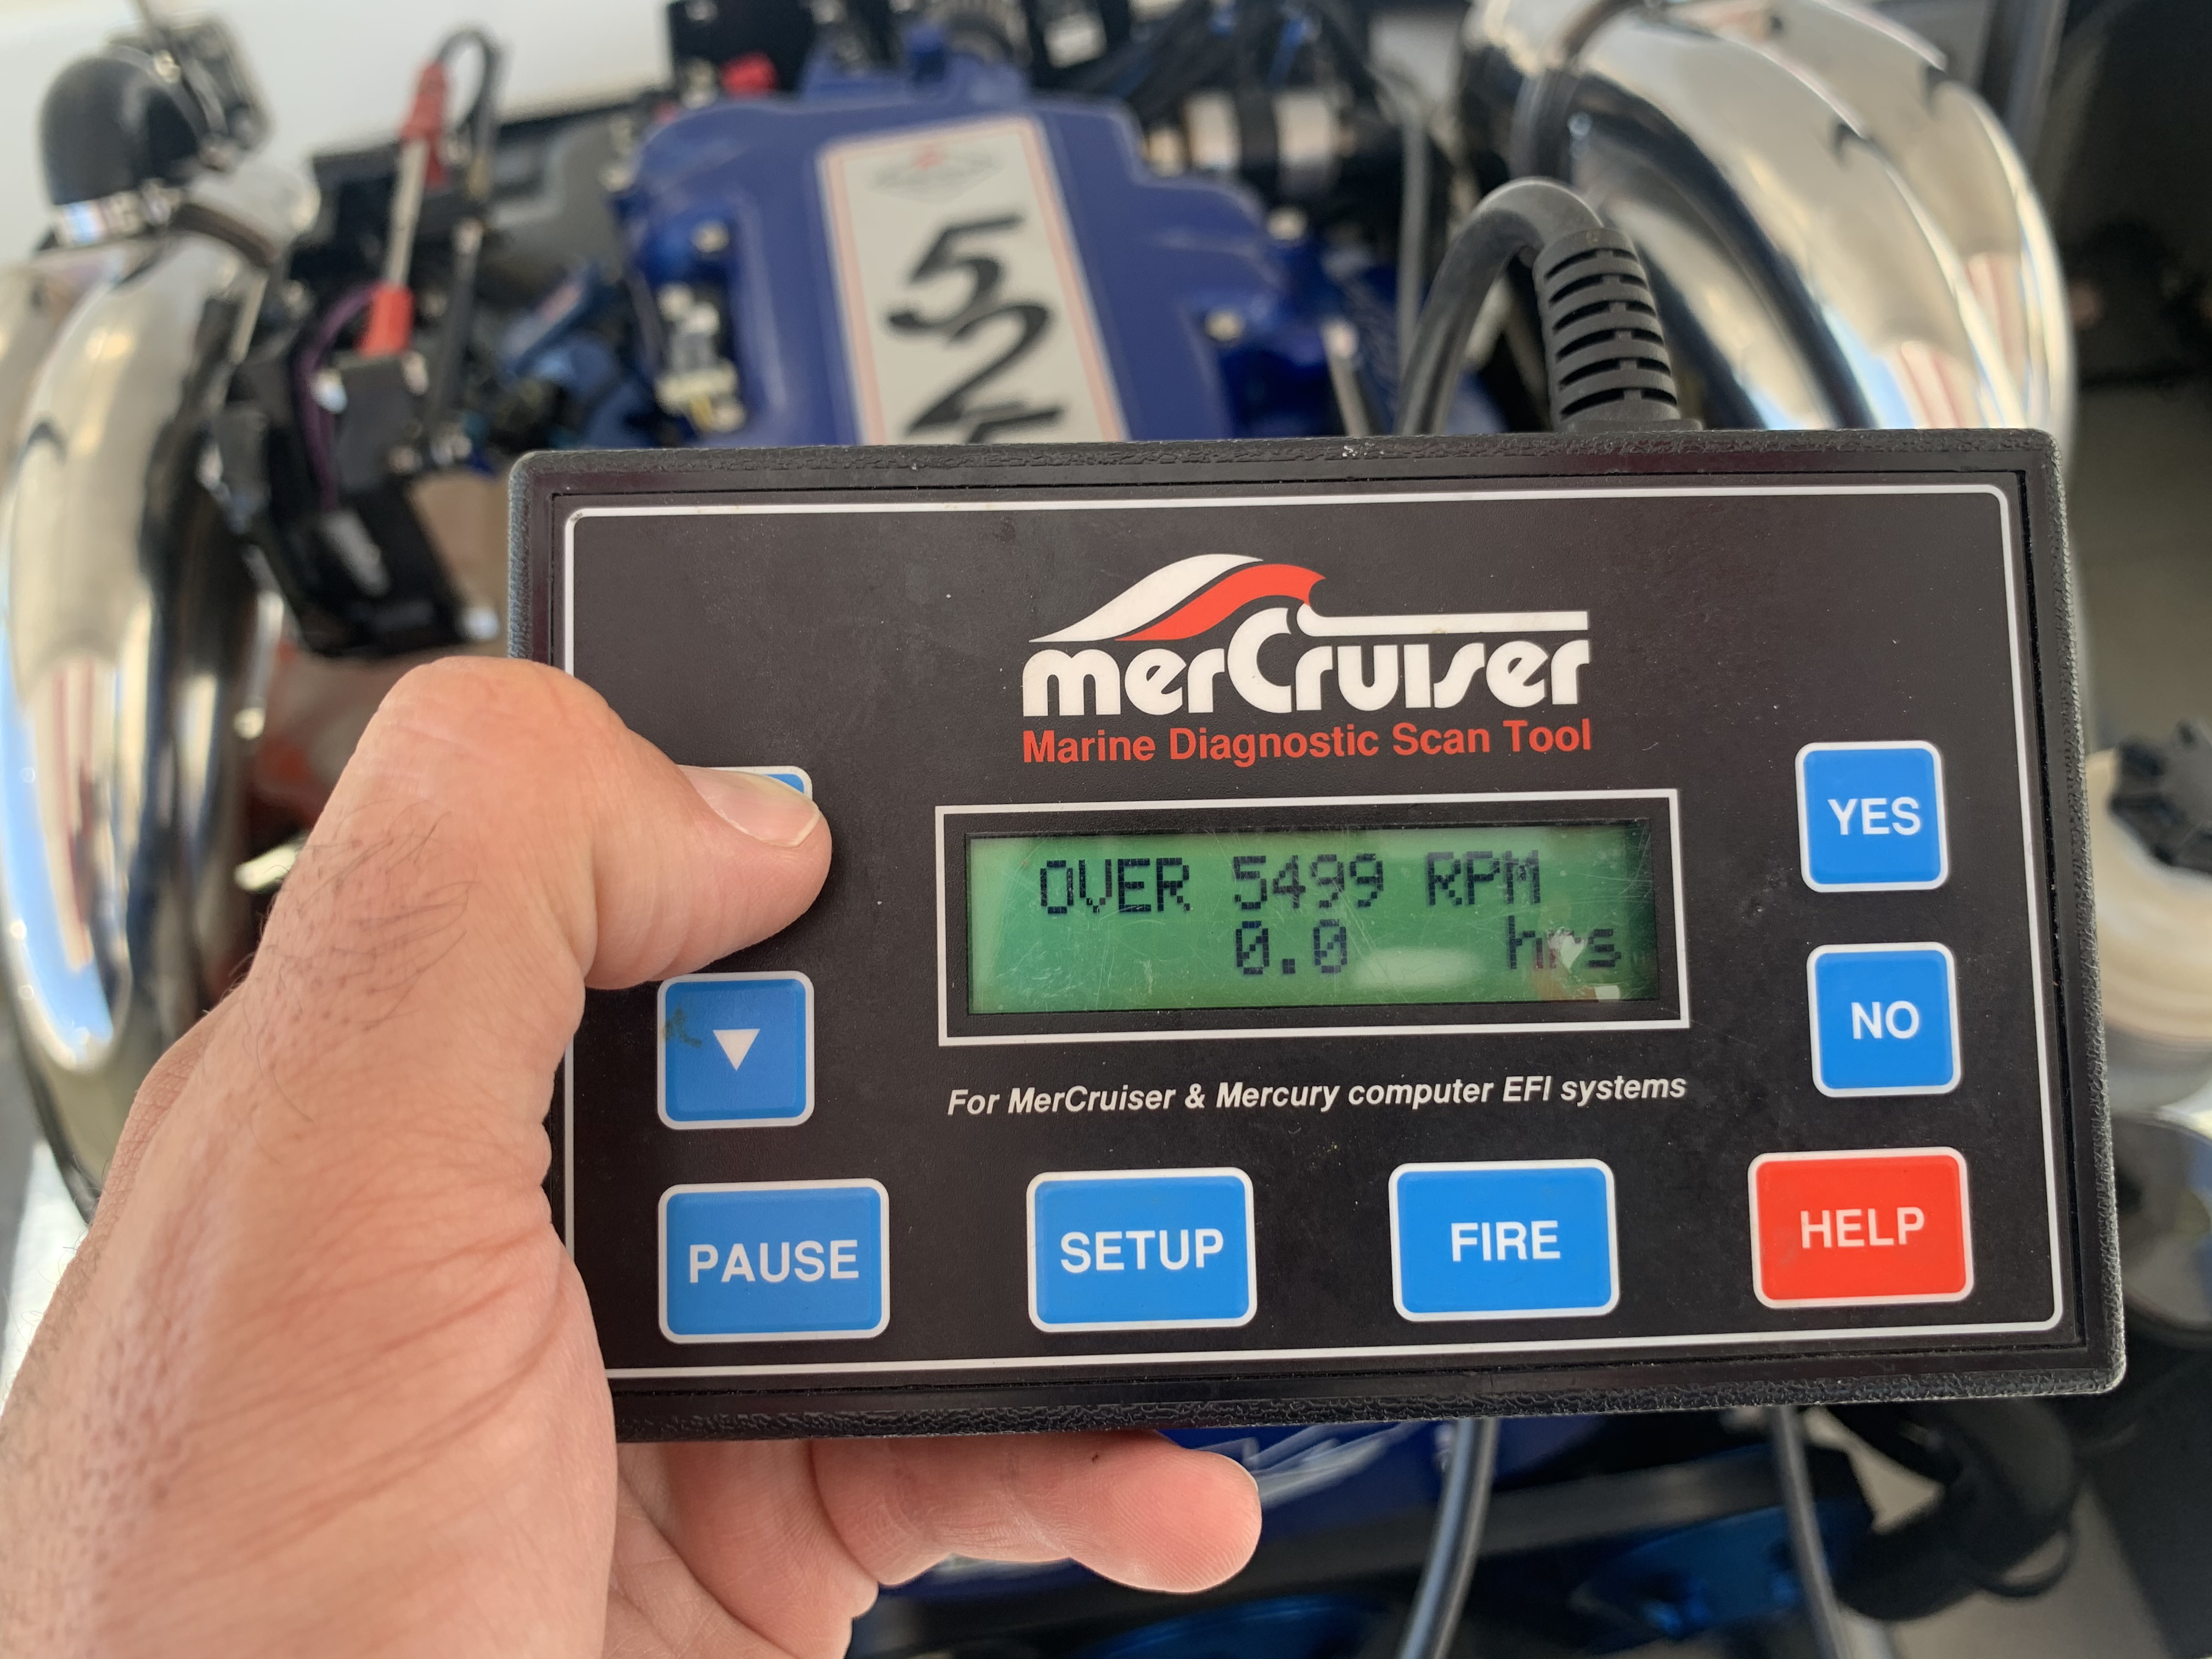 52
merCruiser
Marine Diagnostic Scan Tool
OVER 5499 RPM
0.0 hrs
YES
NO
For MerCruiser & Mercury computer EFI systems
PAUSE
SETUP
FIRE
HELP